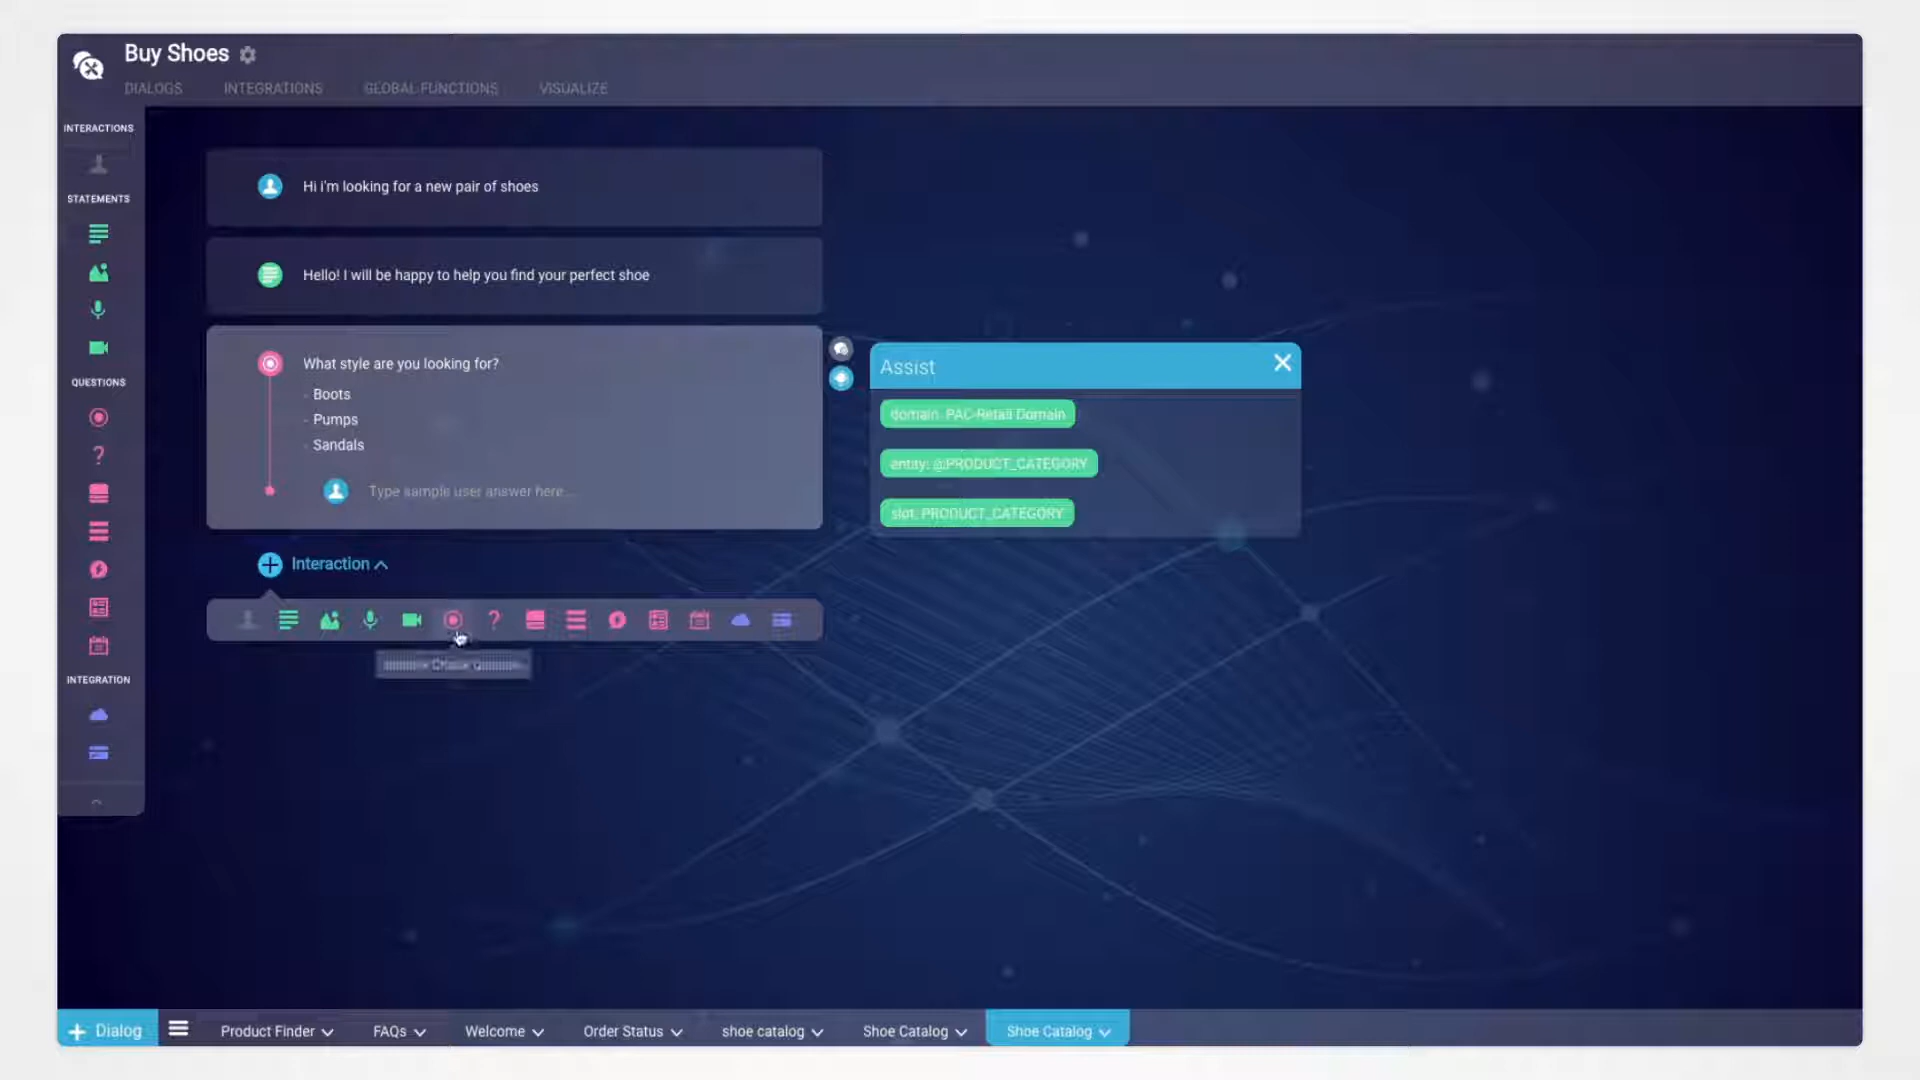 Buy Shoes
DIALOGS INTEGRATIONS GLOBAL FUNCTIONS VISUALIZE
INTERACTIONS
STATEMENTS
QUESTIONS
INTEGRATION
Hi i'm looking for a new pair of shoes
Hello! I will be happy to help you find your perfect shoe
What style are you looking for?
- Boots
- Pumps
- Sandals
Type sample user answer here...
Interaction
Assist
domain: PAC-Retail Domain
entity: @PRODUCT_CATEGORY
slot: PRODUCT_CATEGORY
Dialog Product Finder FAQs Welcome Order Status shoe catalog Shoe Catalog Shoe Catalog